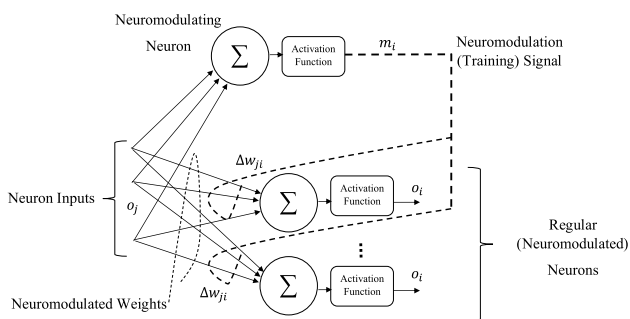 Neuromodulating
Neuron
∑
Activation
Function
m_i
Neuromodulation
(Training) Signal
Δw_ji
Neuron Inputs
o_j
∑
Activation
Function
o_i
Regular
(Neuromodulated)
Neurons
⋮
Δw_ji
∑
Activation
Function
o_i
Neuromodulated Weights